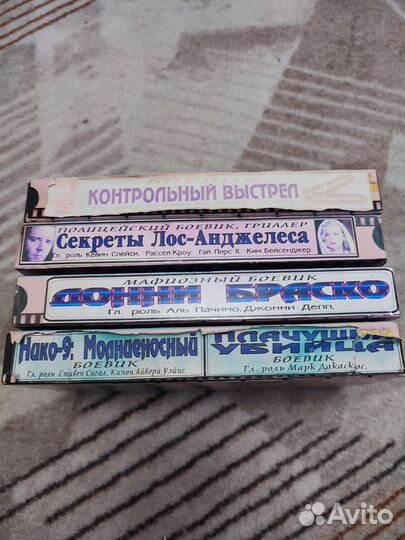 КОНТРОЛЬНЫЙ ВЫСТРЕЛ
ПОЛИЦЕЙСКИЙ БОЕВИК, ТРИЛЛЕР
Секреты Лос-Анджелеса
Гл. роль Кевин Спейси. Рассел Кроу. Гай Пирс II. Ким Бейсенджер
МАФИОЗНЫЙ БОЕВИК
ДОННИ БРАСКО
Гл. роль Аль Пачино, Джонни Депп.
Нико-9: Молниеносный
БОЕВИК
Гл. роль Стивен Сигал, Кинон Айвори Уэйнс.
ПЛАЧУЩИЙ УБИЙЦА
БОЕВИК
Гл. роль Марк Дакаскос.
Avito